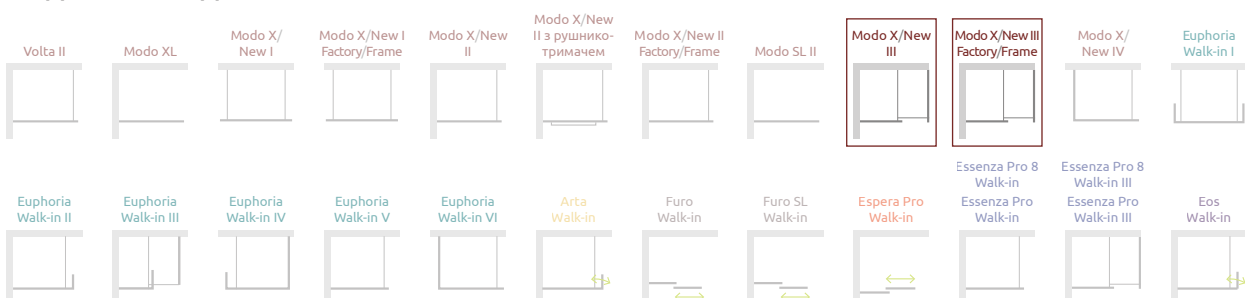 Volta II
Modo XL
Modo X/
New I
Modo X/New I
Factory/Frame
Modo X/New
II
Modo X/New
II з рушнико-
тримачем
Modo X/New II
Factory/Frame
Modo SL II
Modo X/New
III
Modo X/New III
Factory/Frame
Modo X/
New IV
Euphoria
Walk-in I
Euphoria
Walk-in II
Euphoria
Walk-in III
Euphoria
Walk-in IV
Euphoria
Walk-in V
Euphoria
Walk-in VI
Arta
Walk-in
Furo
Walk-in
Furo SL
Walk-in
Espera Pro
Walk-in
Essenza Pro 8
Walk-in
Essenza Pro
Walk-in
Essenza Pro 8
Walk-in III
Essenza Pro
Walk-in III
Eos
Walk-in